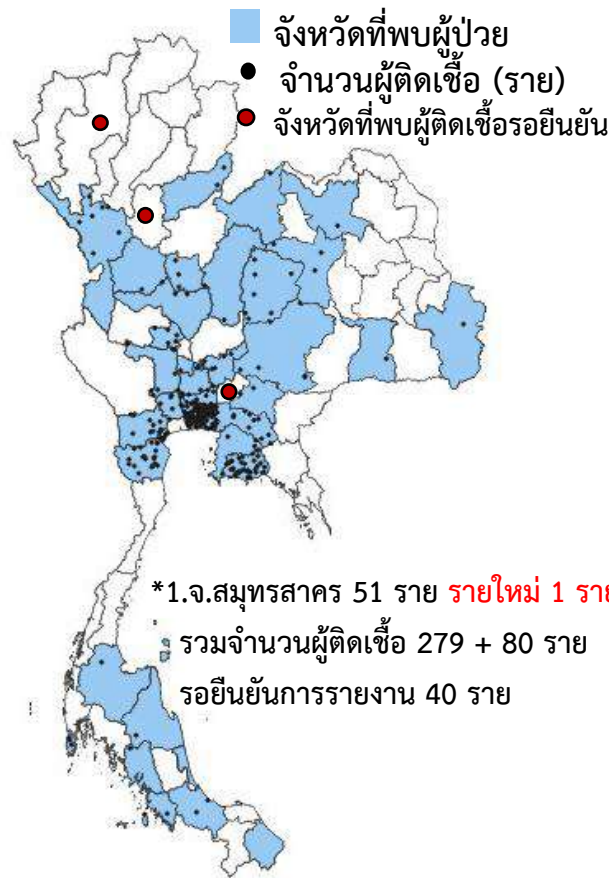 จังหวัดที่พบผู้ป่วย
จำนวนผู้ติดเชื้อ (ราย)
จังหวัดที่พบผู้ติดเชื้อรอยืนยัน
*1.จ.สมุทรสาคร 51 ราย รายใหม่ 1 ราย
รวมจำนวนผู้ติดเชื้อ 279 + 80 ราย
รอยืนยันการรายงาน 40 ราย